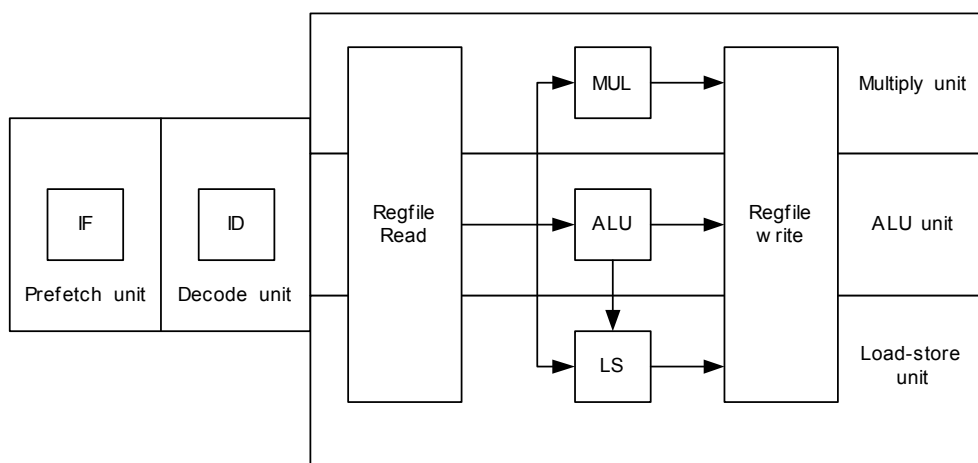 MUL
Multiply unit
IF
ID
Regfile
Read
ALU
Regfile
write
ALU unit
Prefetch unit
Decode unit
LS
Load-store
unit